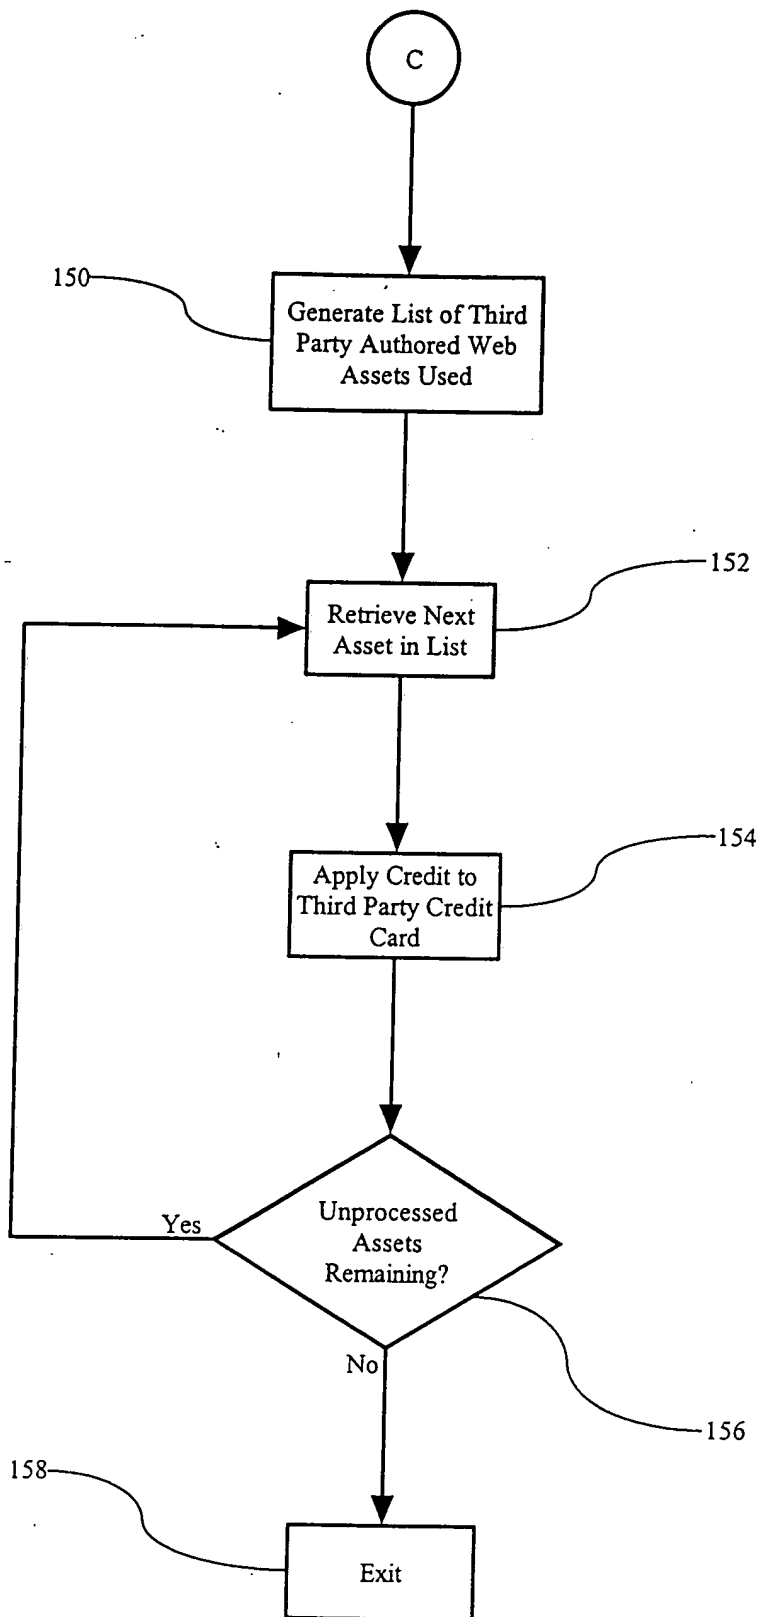 C
150
Generate List of Third
Party Authored Web
Assets Used
152
Retrieve Next
Asset in List
154
Apply Credit to
Third Party Credit
Card
Yes
Unprocessed
Assets
Remaining?
No
156
158
Exit